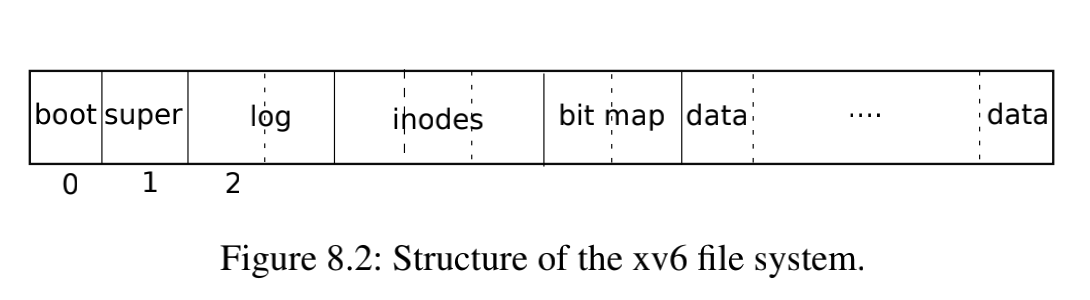 boot super log inodes bit map data .... data
0 1 2
Figure 8.2: Structure of the xv6 file system.